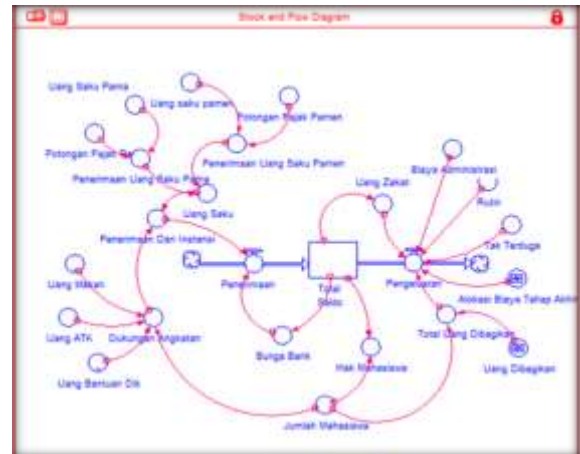 Stock and Flow Diagram
Uang Saku Pama
Uang saku pamen
Potongan Pajak Pamen
Potongan Pajak
Penerimaan Uang Saku Pamen
Penerimaan Uang Saku Pama
Biaya Administrasi
Uang Zakat
Rutin
Uang Saku
Penerimaan Dari Instansi
Tak Terduga
Uang Makan
Penerimaan
Total
Saldo
Pengeluaran
Alokasi Biaya Tahap Akhir
Uang ATK
Dukungan Angkatan
Bunga Bank
Total Uang Dibagikan
Hak Mahasiswa
Uang Dibagikan
Uang Bantuan Dik
Jumlah Mahasiswa